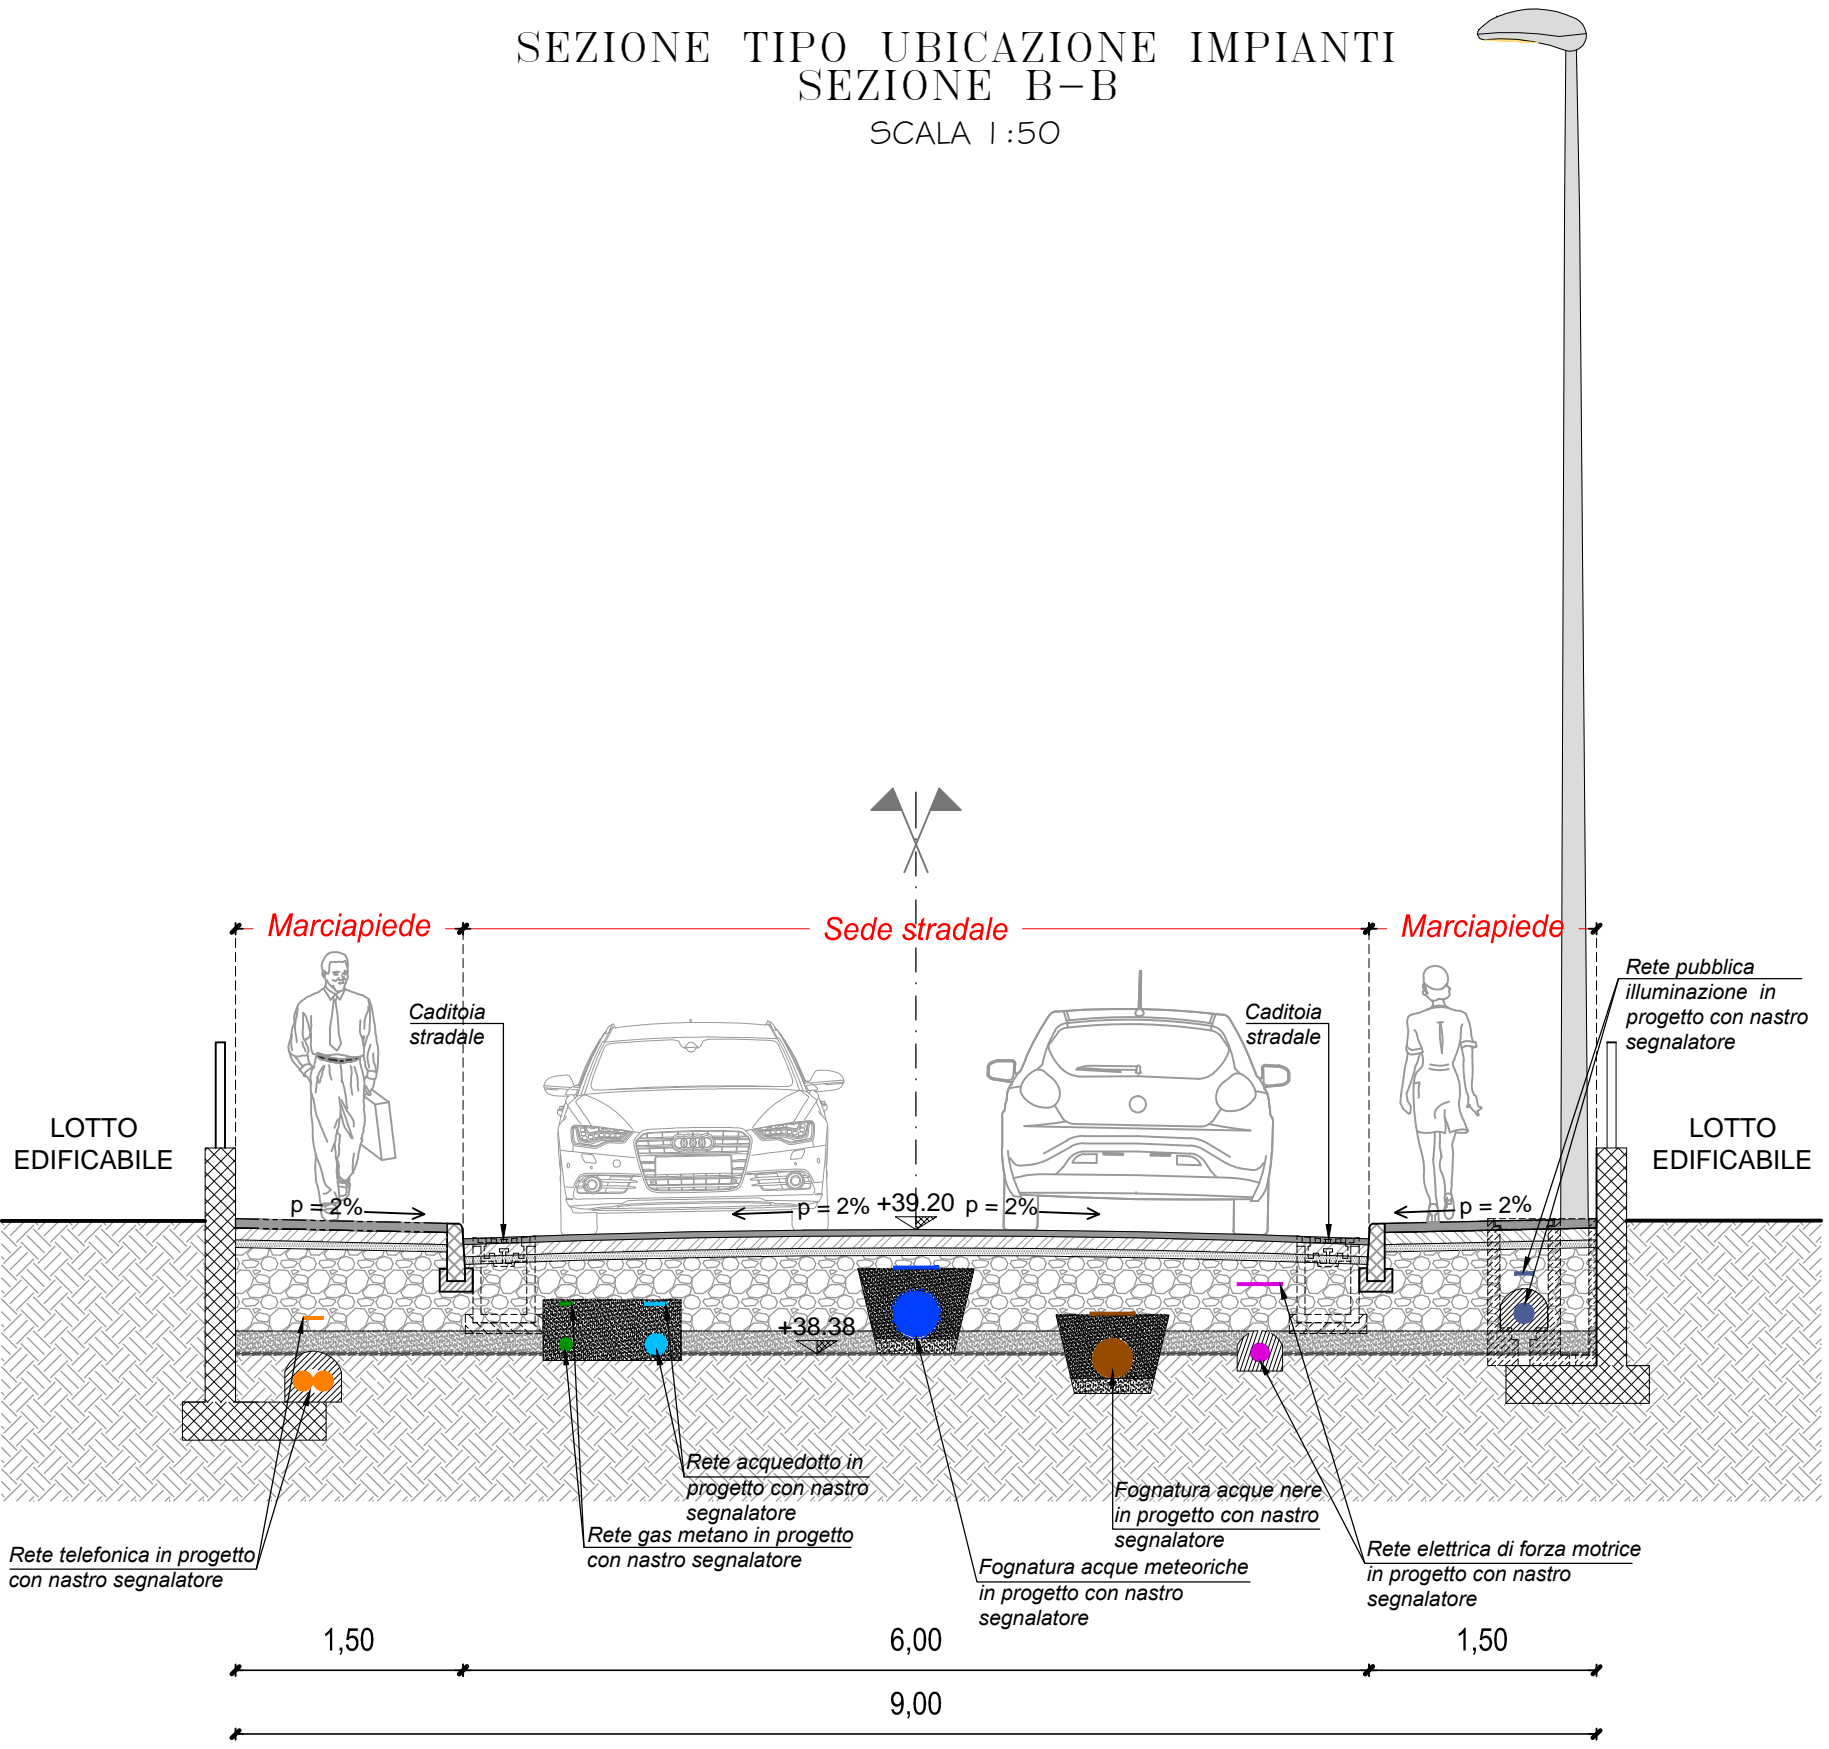 SEZIONE TIPO UBICAZIONE IMPIANTI
SEZIONE B-B
SCALA 1:50
Marciapiede
Sede stradale
Marciapiede
Rete pubblica
illuminazione in
progetto con nastro
segnalatore
Caditoia
stradale
Caditoia
stradale
LOTTO
EDIFICABILE
LOTTO
EDIFICABILE
p = 2%
p = 2%
+39.20
p = 2%
p = 2%
+38.38
Rete acquedotto in
progetto con nastro
segnalatore
Rete gas metano in progetto
con nastro segnalatore
Fognatura acque nere
in progetto con nastro
segnalatore
Rete telefonica in progetto
con nastro segnalatore
Fognatura acque meteoriche
in progetto con nastro
segnalatore
Rete elettrica di forza motrice
in progetto con nastro
segnalatore
1,50
6,00
1,50
9,00